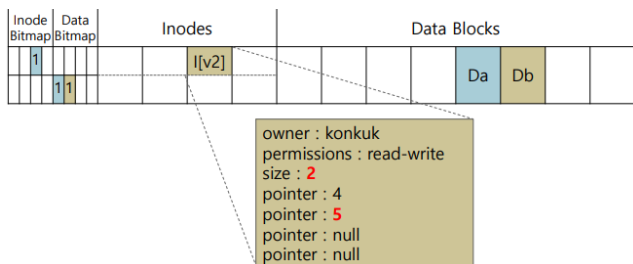 Inode Bitmap
Data Bitmap
Inodes
Data Blocks
1
I[v2]
Da
Db
1 1
owner : konkuk
permissions : read-write
size : 2
pointer : 4
pointer : 5
pointer : null
pointer : null